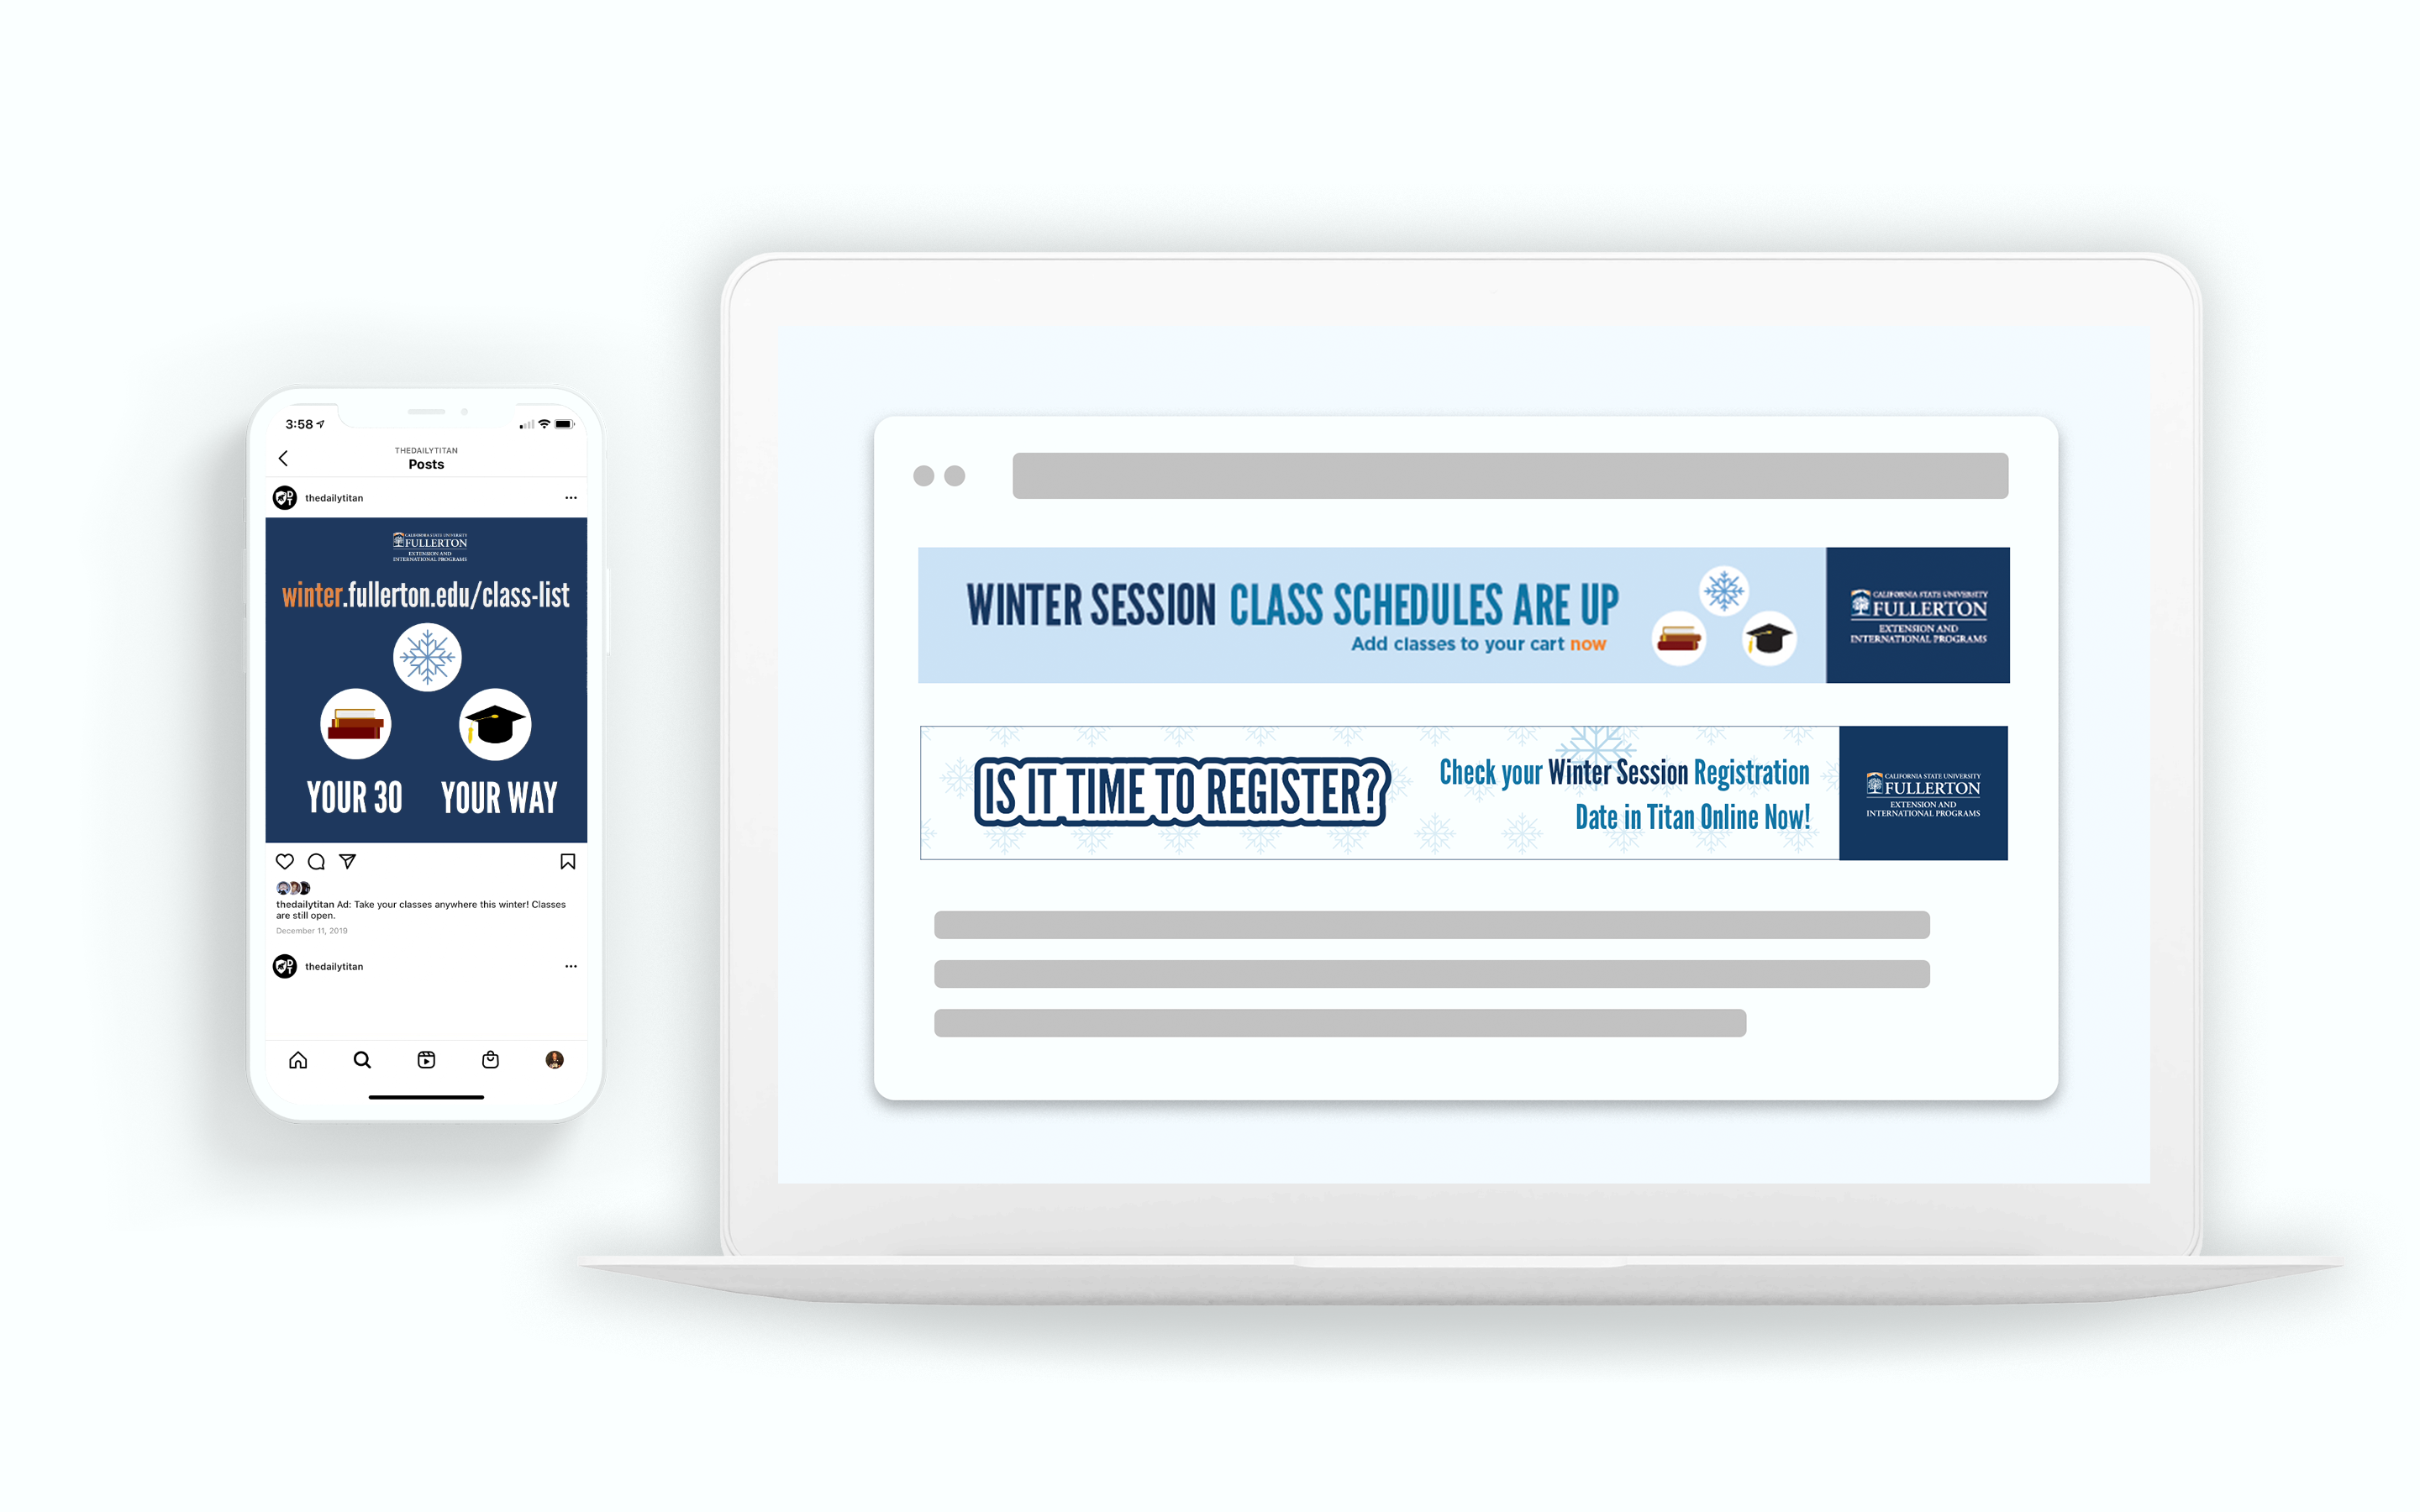 3:58
THEDAILYTITAN
Posts
thedailytitan
CALIFORNIA STATE UNIVERSITY
FULLERTON
EXTENSION AND
INTERNATIONAL PROGRAMS
winter.fullerton.edu/class-list
YOUR 30 YOUR WAY
thedailytitan Ad: Take your classes anywhere this winter! Classes
are still open.
December 11, 2019
thedailytitan
WINTER SESSION CLASS SCHEDULES ARE UP
Add classes to your cart now
CALIFORNIA STATE UNIVERSITY
FULLERTON
EXTENSION AND
INTERNATIONAL PROGRAMS
IS IT TIME TO REGISTER?
Check your Winter Session Registration
Date in Titan Online Now!
CALIFORNIA STATE UNIVERSITY
FULLERTON
EXTENSION AND
INTERNATIONAL PROGRAMS